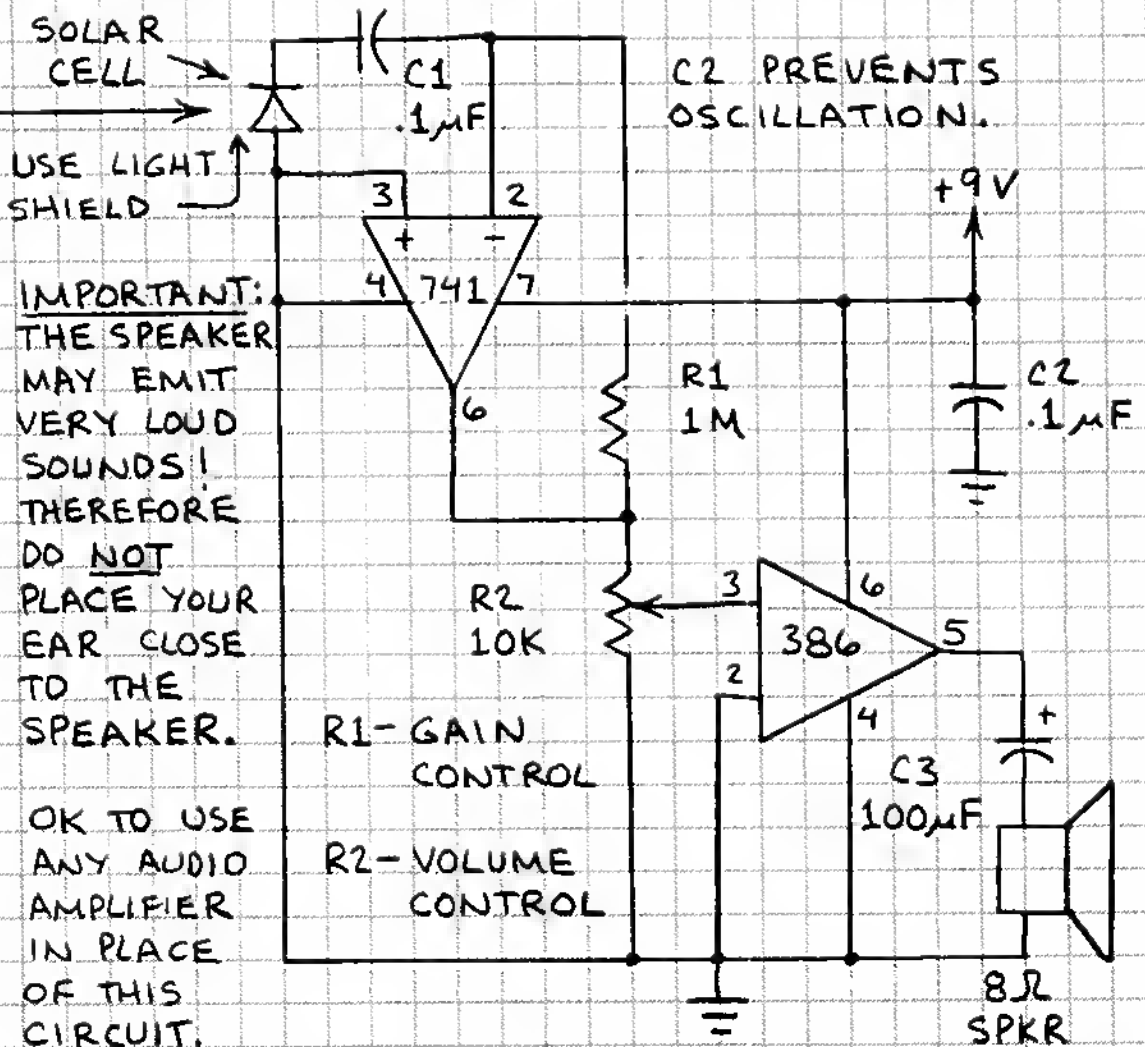 SOLAR
CELL
C1
.1μF
C2 PREVENTS
OSCILLATION.
USE LIGHT
SHIELD
+9V
3
2
+
-
4
741
7
IMPORTANT:
THE SPEAKER
MAY EMIT
VERY LOUD
SOUNDS!
THEREFORE
DO NOT
PLACE YOUR
EAR CLOSE
TO THE
SPEAKER.
6
R1
1M
C2
.1μF
R2
10K
3
6
386
2
5
4
+
R1-GAIN
CONTROL
C3
100μF
OK TO USE
ANY AUDIO
AMPLIFIER
IN PLACE
OF THIS
CIRCUIT.
R2-VOLUME
CONTROL
8Ω
SPKR